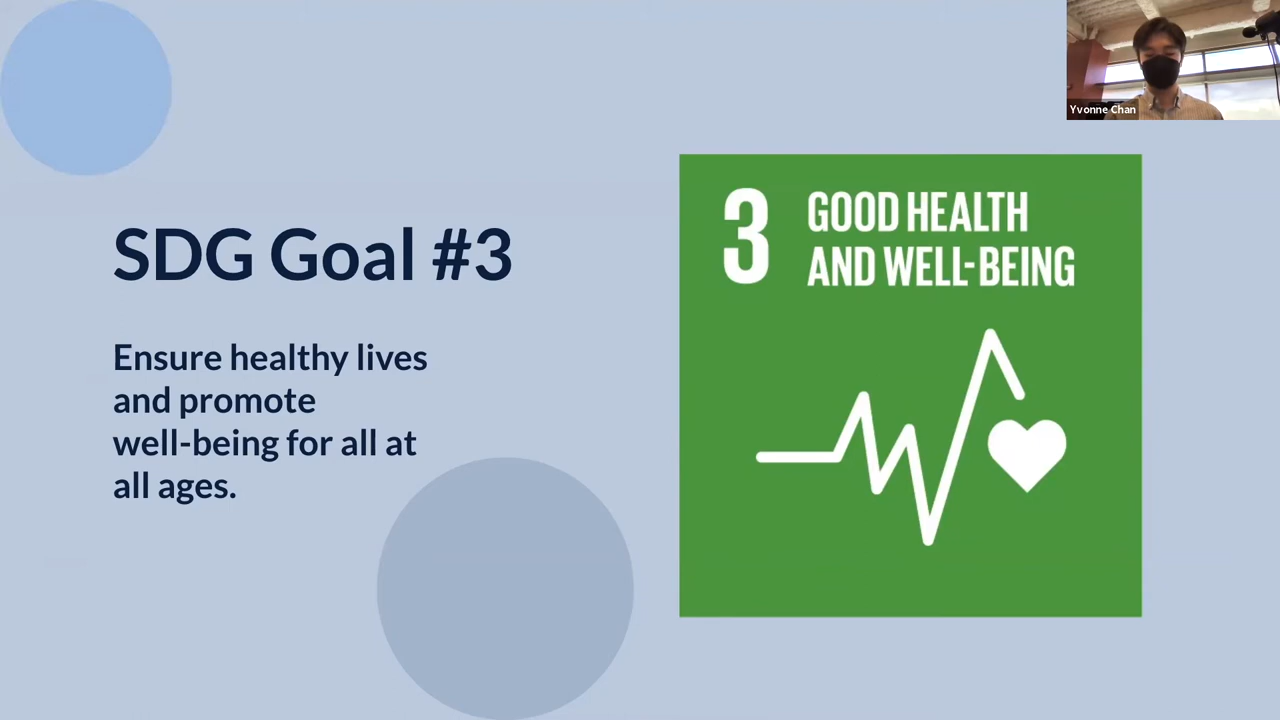 Yvonne Chan
SDG Goal #3
Ensure healthy lives
and promote
well-being for all at
all ages.
3
GOOD HEALTH
AND WELL-BEING